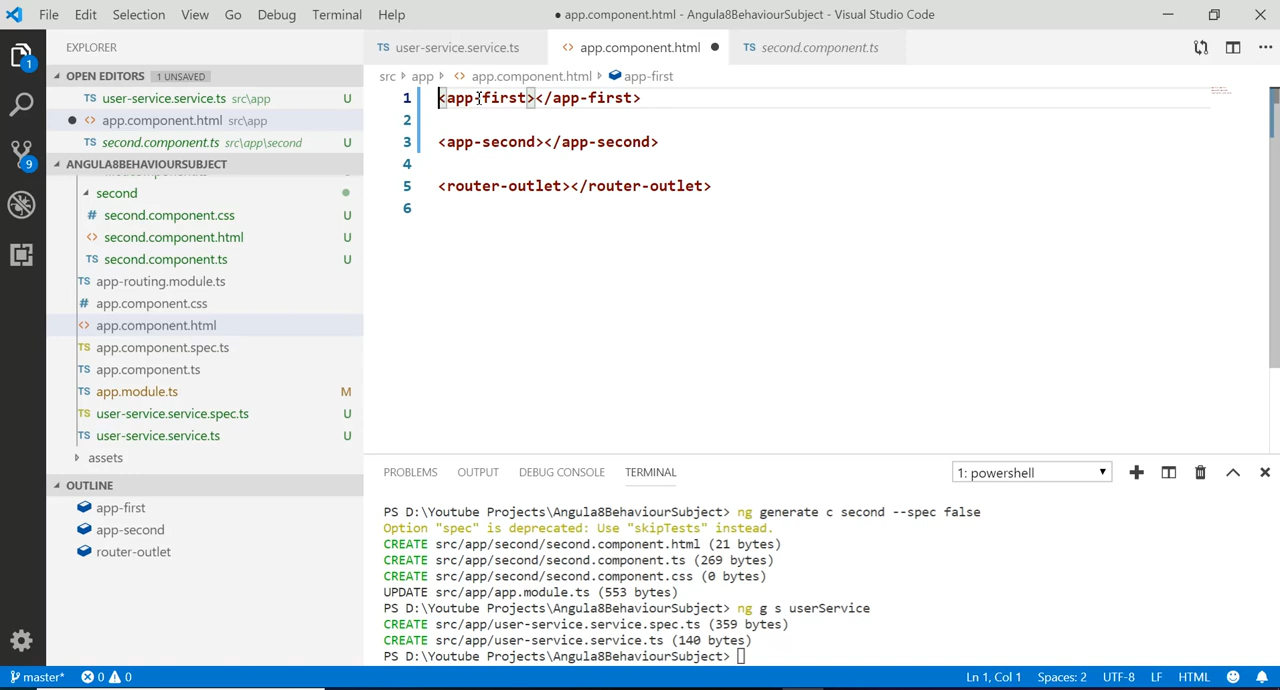 File Edit Selection View Go Debug Terminal Help
● app.component.html - Angula8BehaviourSubject - Visual Studio Code
EXPLORER
OPEN EDITORS 1 UNSAVED
TS user-service.service.ts src\app U
● <> app.component.html src\app
TS second.component.ts src\app\second U
ANGULA8BEHAVIOURSUBJECT
second
# second.component.css U
<> second.component.html U
TS second.component.ts U
TS app-routing.module.ts
# app.component.css
<> app.component.html
TS app.component.spec.ts
TS app.component.ts
TS app.module.ts M
TS user-service.service.spec.ts U
TS user-service.service.ts U
assets
OUTLINE
app-first
app-second
router-outlet
1
9
TS user-service.service.ts <> app.component.html ● TS second.component.ts
src app <> app.component.html app-first
1 <app-first></app-first>
2
3 <app-second></app-second>
4
5 <router-outlet></router-outlet>
6
PROBLEMS OUTPUT DEBUG CONSOLE TERMINAL 1: powershell
PS D:\Youtube Projects\Angula8BehaviourSubject> ng generate c second --spec false
Option "spec" is deprecated: Use "skipTests" instead.
CREATE src/app/second/second.component.html (21 bytes)
CREATE src/app/second/second.component.ts (269 bytes)
CREATE src/app/second/second.component.css (0 bytes)
UPDATE src/app/app.module.ts (553 bytes)
PS D:\Youtube Projects\Angula8BehaviourSubject> ng g s userService
CREATE src/app/user-service.service.spec.ts (359 bytes)
CREATE src/app/user-service.service.ts (140 bytes)
PS D:\Youtube Projects\Angula8BehaviourSubject>
master* 0 0 Ln 1, Col 1 Spaces: 2 UTF-8 LF HTML